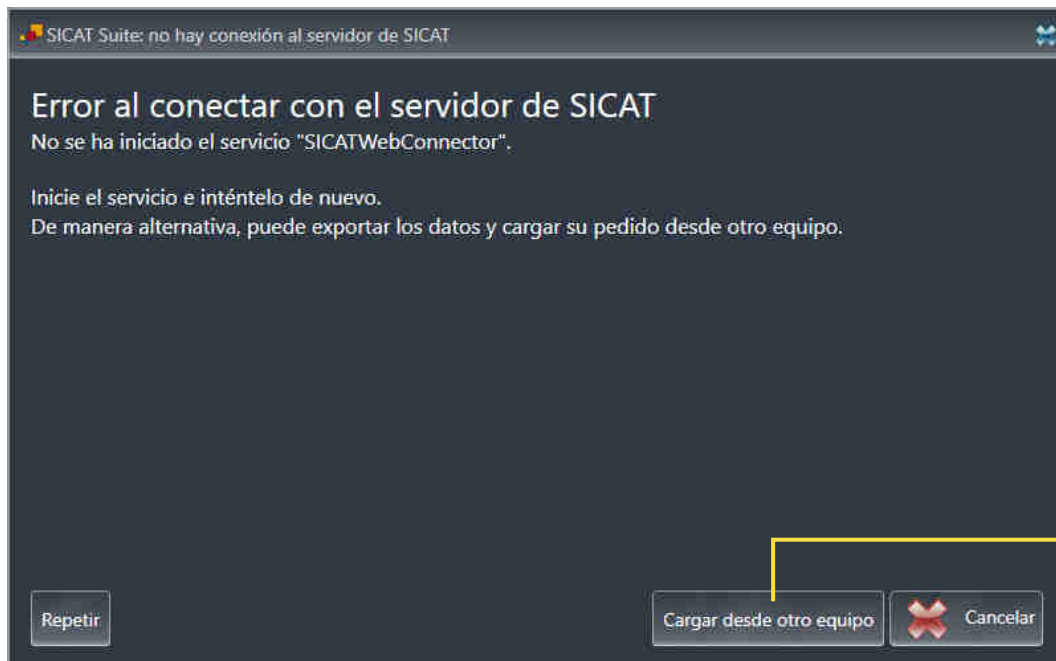 SICAT Suite: no hay conexión al servidor de SICAT
Error al conectar con el servidor de SICAT
No se ha iniciado el servicio "SICATWebConnector".
Inicie el servicio e inténtelo de nuevo.
De manera alternativa, puede exportar los datos y cargar su pedido desde otro equipo.
Repetir
Cargar desde otro equipo
Cancelar